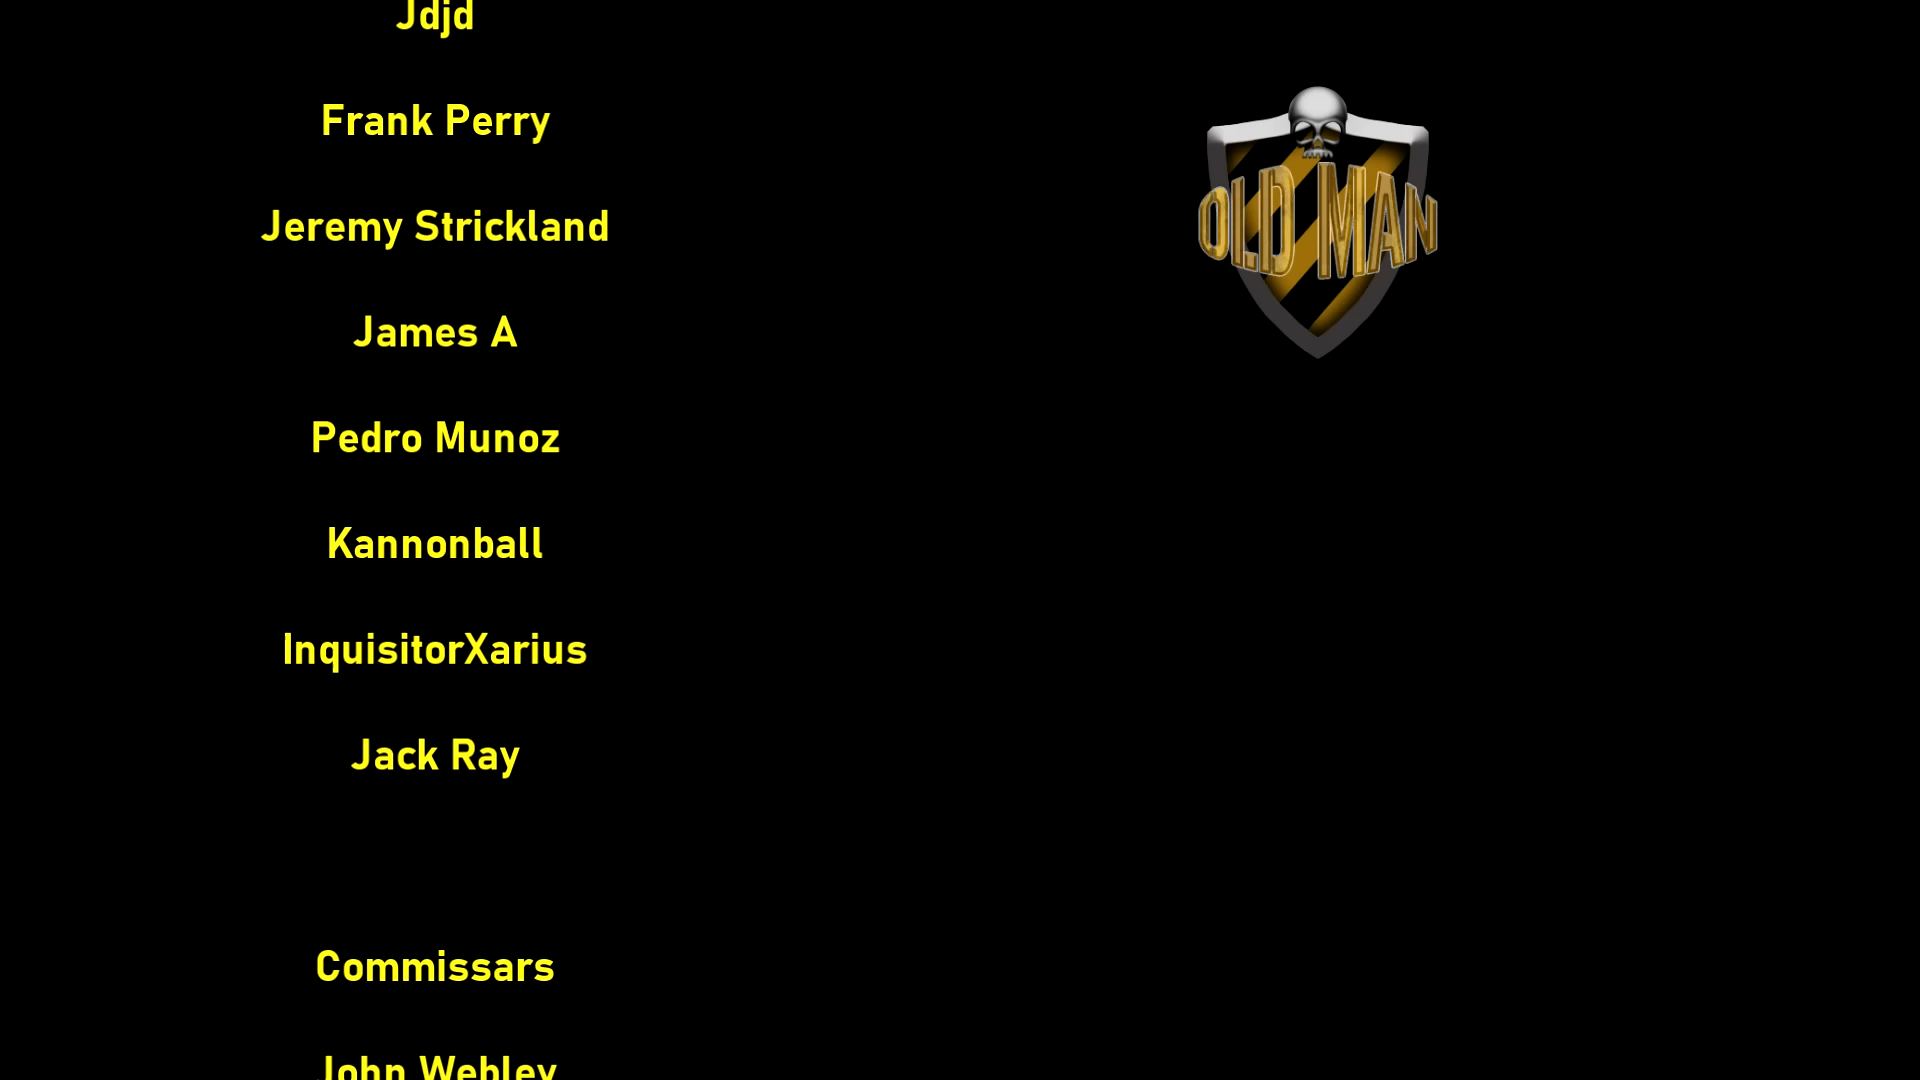 Jdjd
Frank Perry
Jeremy Strickland
James A
Pedro Munoz
Kannonball
InquisitorXarius
Jack Ray
Commissars
John Webley
OLD MAN